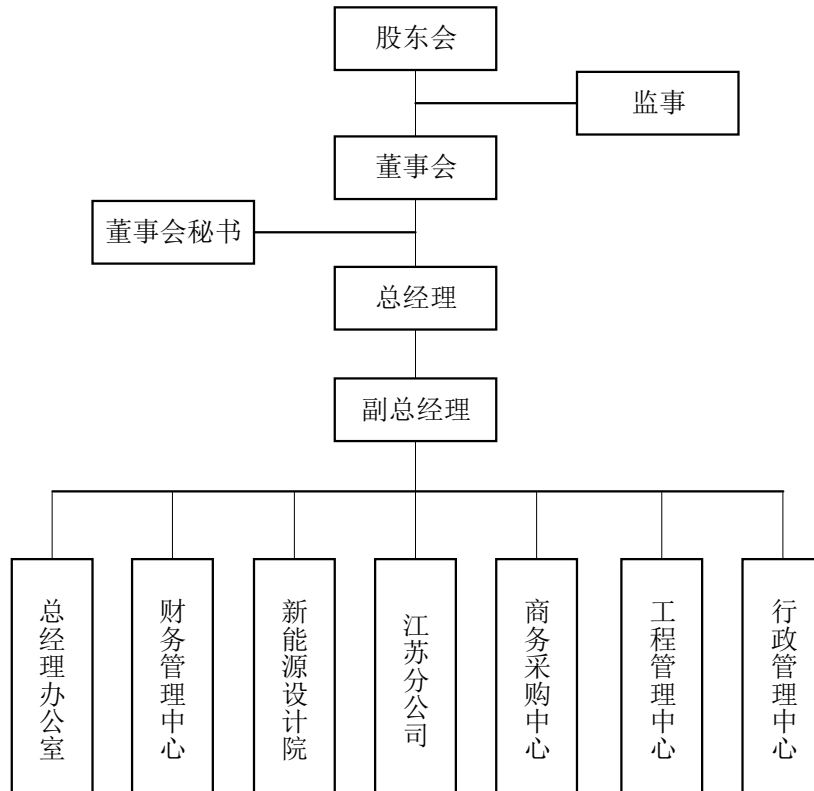 股东会
监事
董事会
董事会秘书
总经理
副总经理
总经理办公室
财务管理中心
新能源设计院
江苏分公司
商务采购中心
工程管理中心
行政管理中心